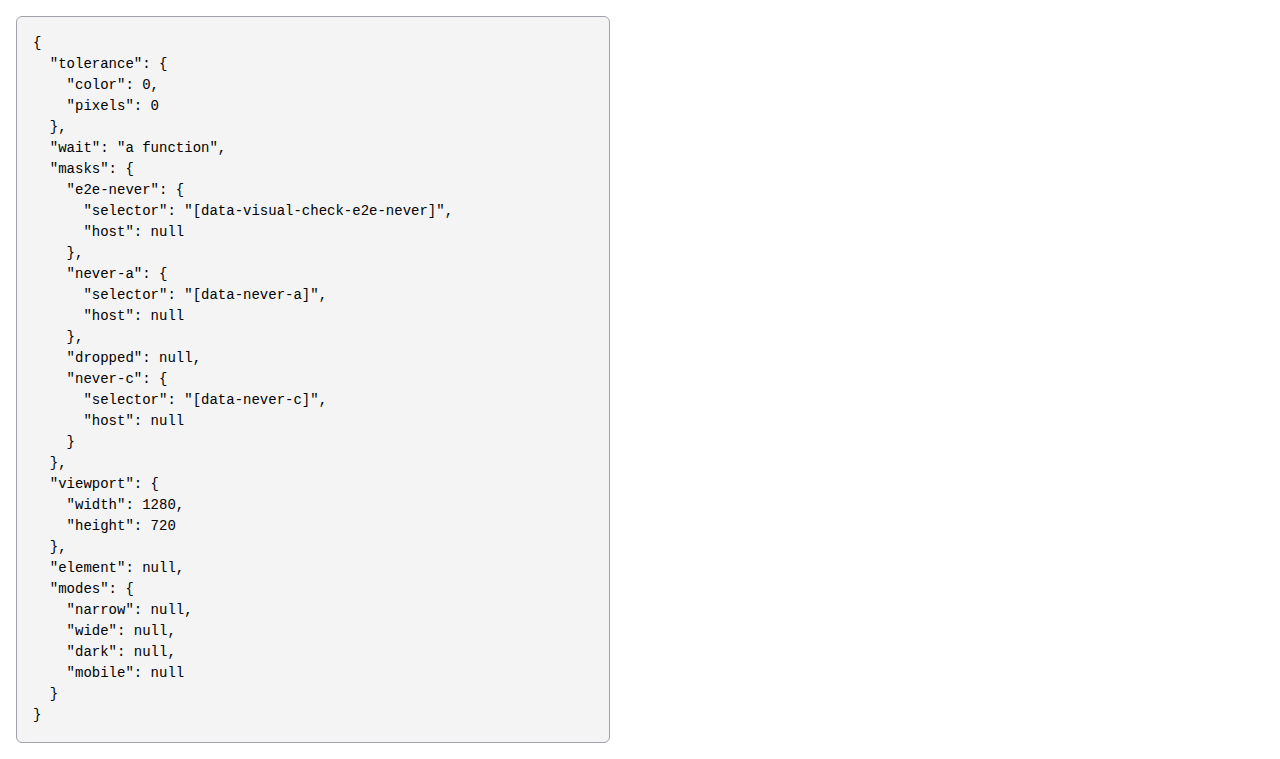 {
  "tolerance": {
    "color": 0,
    "pixels": 0
  },
  "wait": "a function",
  "masks": {
    "e2e-never": {
      "selector": "[data-visual-check-e2e-never]",
      "host": null
    },
    "never-a": {
      "selector": "[data-never-a]",
      "host": null
    },
    "dropped": null,
    "never-c": {
      "selector": "[data-never-c]",
      "host": null
    }
  },
  "viewport": {
    "width": 1280,
    "height": 720
  },
  "element": null,
  "modes": {
    "narrow": null,
    "wide": null,
    "dark": null,
    "mobile": null
  }
}